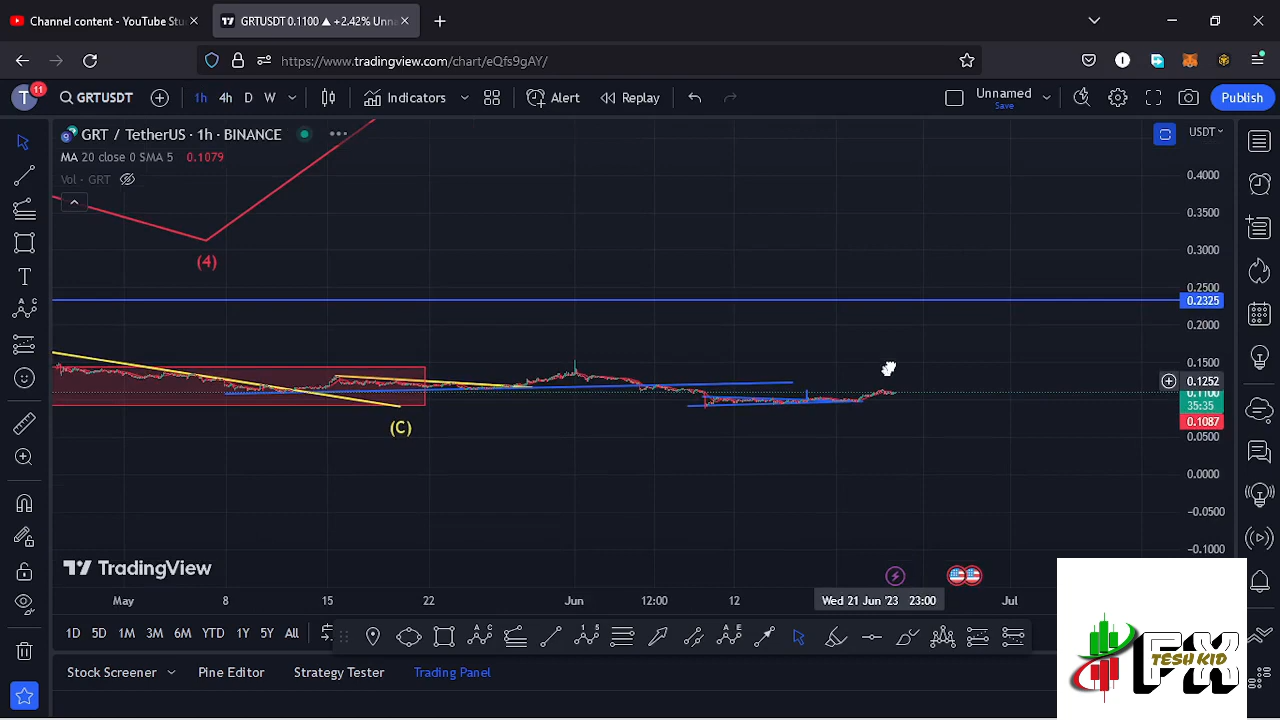 Channel content - YouTube Stu
GRTUSDT 0.1100 ▲ +2.42% Unna
https://www.tradingview.com/chart/eQfs9gAY/
T 11 GRTUSDT 1h 4h D W Indicators Alert Replay Unnamed Save Publish
GRT / TetherUS · 1h · BINANCE
USDT
MA 20 close 0 SMA 5 0.1079
Vol · GRT
0.4000
0.3500
(4)
0.3000
0.2500
0.2325
0.2000
0.1500
0.1252
0.1100
35:35
0.1087
(C)
0.0500
0.0000
−0.0500
−0.1000
TradingView
May 8 15 22 Jun 12:00 12 Wed 21 Jun '23 23:00 Jul
1D 5D 1M 3M 6M YTD 1Y 5Y All
Stock Screener Pine Editor Strategy Tester Trading Panel
FX
TESH KID